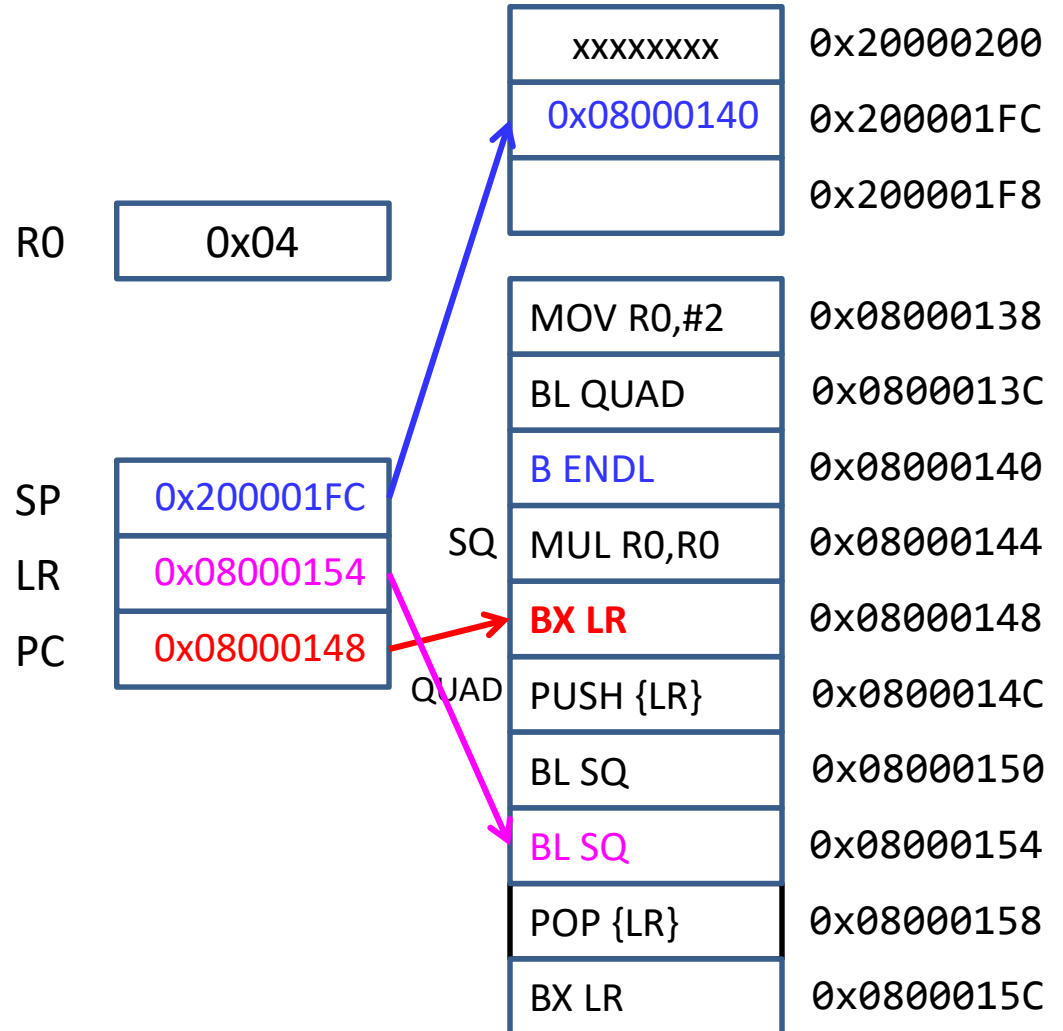 xxxxxxxx 0x20000200
0x08000140 0x200001FC
0x200001F8
R0 0x04
MOV R0,#2 0x08000138
BL QUAD 0x0800013C
SP 0x200001FC B ENDL 0x08000140
LR 0x08000154 SQ MUL R0,R0 0x08000144
PC 0x08000148 BX LR 0x08000148
QUAD PUSH {LR} 0x0800014C
BL SQ 0x08000150
BL SQ 0x08000154
POP {LR} 0x08000158
BX LR 0x0800015C